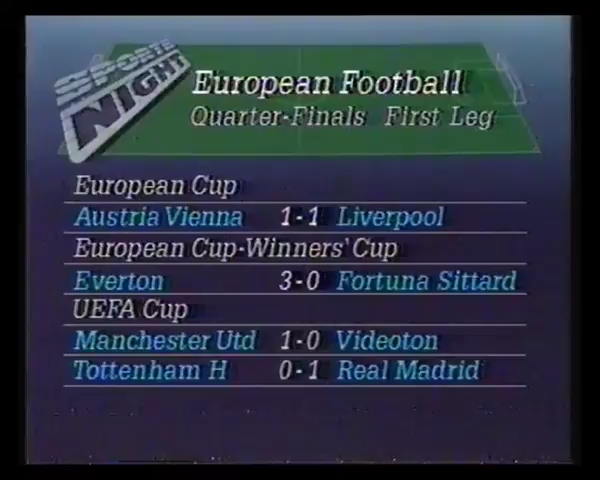 SPORTS NIGHT
European Football
Quarter-Finals First Leg
European Cup
Austria Vienna 1-1 Liverpool
European Cup-Winners' Cup
Everton 3-0 Fortuna Sittard
UEFA Cup
Manchester Utd 1-0 Videoton
Tottenham H 0-1 Real Madrid